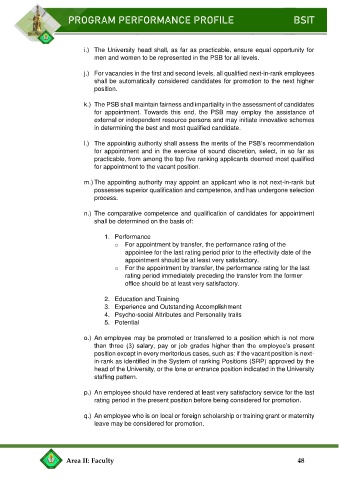 PROGRAM PERFORMANCE PROFILE BSIT
i.) The University head shall, as far as practicable, ensure equal opportunity for
men and women to be represented in the PSB for all levels.
j.) For vacancies in the first and second levels, all qualified next-in-rank employees
shall be automatically considered candidates for promotion to the next higher
position.
k.) The PSB shall maintain fairness and impartiality in the assessment of candidates
for appointment. Towards this end, the PSB may employ the assistance of
external or independent resource persons and may initiate innovative schemes
in determining the best and most qualified candidate.
l.) The appointing authority shall assess the merits of the PSB's recommendation
for appointment and in the exercise of sound discretion, select, in so far as
practicable, from among the top five ranking applicants deemed most qualified
for appointment to the vacant position.
m.) The appointing authority may appoint an applicant who is not next-in-rank but
possesses superior qualification and competence, and has undergone selection
process.
n.) The comparative competence and qualification of candidates for appointment
shall be determined on the basis of:
1. Performance
o For appointment by transfer, the performance rating of the
appointee for the last rating period prior to the effectivity date of the
appointment should be at least very satisfactory.
o For the appointment by transfer, the performance rating for the last
rating period immediately preceding the transfer from the former
office should be at least very satisfactory.
2. Education and Training
3. Experience and Outstanding Accomplishment
4. Psycho-social Attributes and Personality traits
5. Potential
o.) An employee may be promoted or transferred to a position which is not more
than three (3) salary, pay or job grades higher than the employee's present
position except in every meritorious cases, such as: if the vacant position is next-
in-rank as identified in the System of ranking Positions (SRP) approved by the
head of the University, or the lone or entrance position indicated in the University
staffing pattern.
p.) An employee should have rendered at least very satisfactory service for the last
rating period in the present position before being considered for promotion.
q.) An employee who is on local or foreign scholarship or training grant or maternity
leave may be considered for promotion.
Area II: Faculty 48